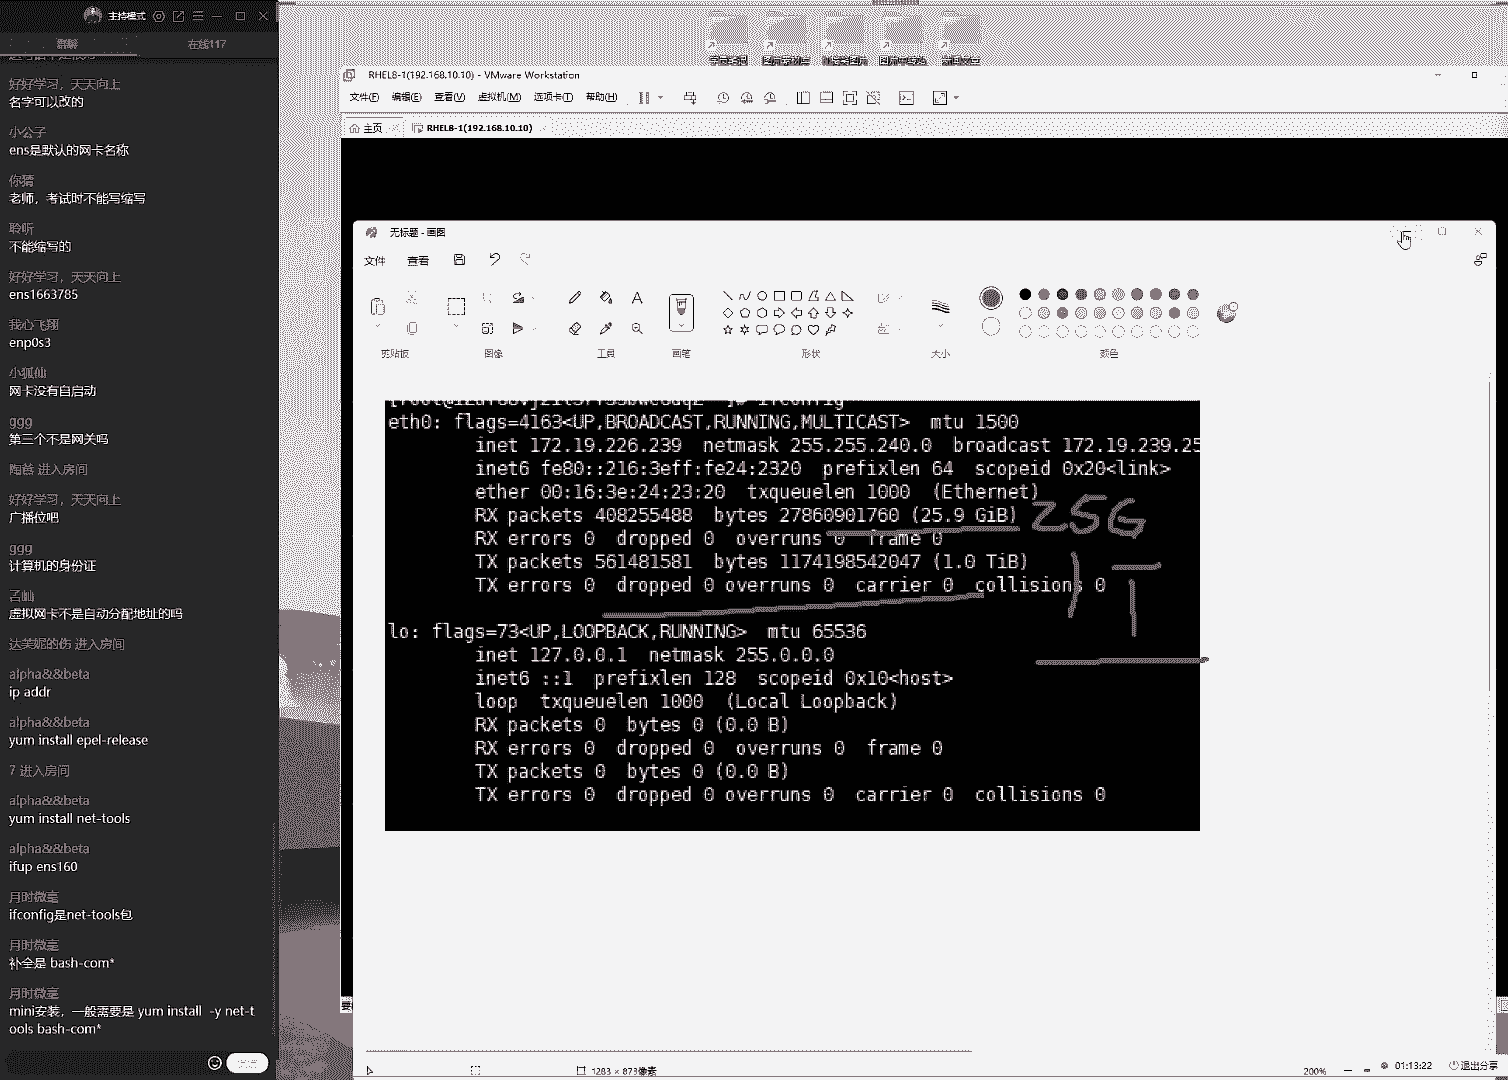 主持模式
群聊
在线117
好好学习，天天向上
名字可以改的
小公子
ens是默认的网卡名称
你猜
老师，考试时不能写缩写
聆听
不能缩写的
好好学习，天天向上
ens1663785
我心飞翔
enp0s3
小狐仙
网卡没有自启动
ggg
第三个不是网关吗
陶爸 进入房间
好好学习，天天向上
广播位吧
ggg
计算机的身份证
孟灿
虚拟网卡不是自动分配地址的吗
达芙妮的伤 进入房间
alpha&&beta
ip addr
alpha&&beta
yum install epel-release
7 进入房间
alpha&&beta
yum install net-tools
alpha&&beta
ifup ens160
月时微毫
ifconfig是net-tools包
月时微毫
补全是 bash-com*
月时微毫
mini安装，一般需要是 yum install -y net-t
ools bash-com*
RHEL8-1(192.168.10.10) - VMware Workstation
文件(F) 编辑(E) 查看(V) 虚拟机(M) 选项卡(T) 帮助(H)
主页
RHEL8-1(192.168.10.10)
无标题 - 画图
文件 查看
剪贴板 图像 工具 画笔 形状 大小 颜色
eth0: flags=4163<UP,BROADCAST,RUNNING,MULTICAST> mtu 1500
inet 172.19.226.239 netmask 255.255.240.0 broadcast 172.19.239.25
inet6 fe80::216:3eff:fe24:2320 prefixlen 64 scopeid 0x20<link>
ether 00:16:3e:24:23:20 txqueuelen 1000 (Ethernet)
RX packets 408255488 bytes 27860901760 (25.9 GiB)
25G
RX errors 0 dropped 0 overruns 0 frame 0
TX packets 561481581 bytes 1174198542047 (1.0 TiB)
1T
TX errors 0 dropped 0 overruns 0 carrier 0 collisions 0
lo: flags=73<UP,LOOPBACK,RUNNING> mtu 65536
inet 127.0.0.1 netmask 255.0.0.0
inet6 ::1 prefixlen 128 scopeid 0x10<host>
loop txqueuelen 1000 (Local Loopback)
RX packets 0 bytes 0 (0.0 B)
RX errors 0 dropped 0 overruns 0 frame 0
TX packets 0 bytes 0 (0.0 B)
TX errors 0 dropped 0 overruns 0 carrier 0 collisions 0
1283 × 873像素
200%
01:13:22
退出分享